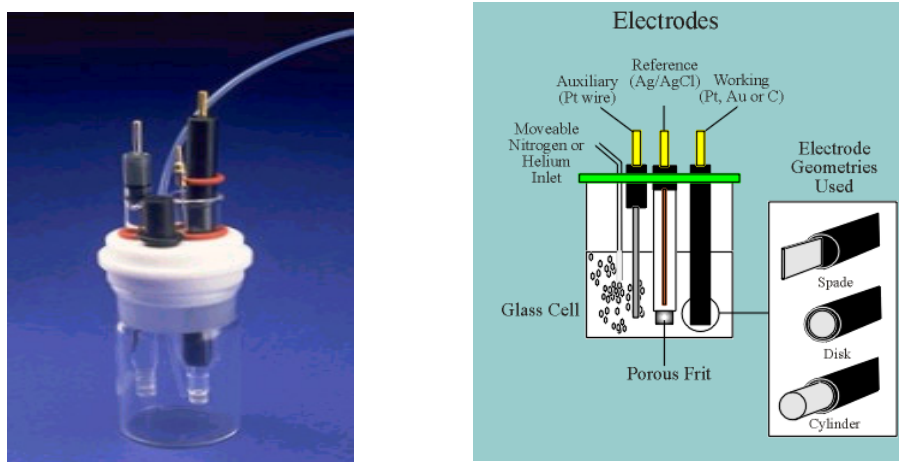 Electrodes
Reference
(Ag/AgCl)
Auxiliary
(Pt wire)
Working
(Pt, Au or C)
Moveable
Nitrogen or
Helium
Inlet
Electrode
Geometries
Used
Spade
Glass Cell
Disk
Porous Frit
Cylinder